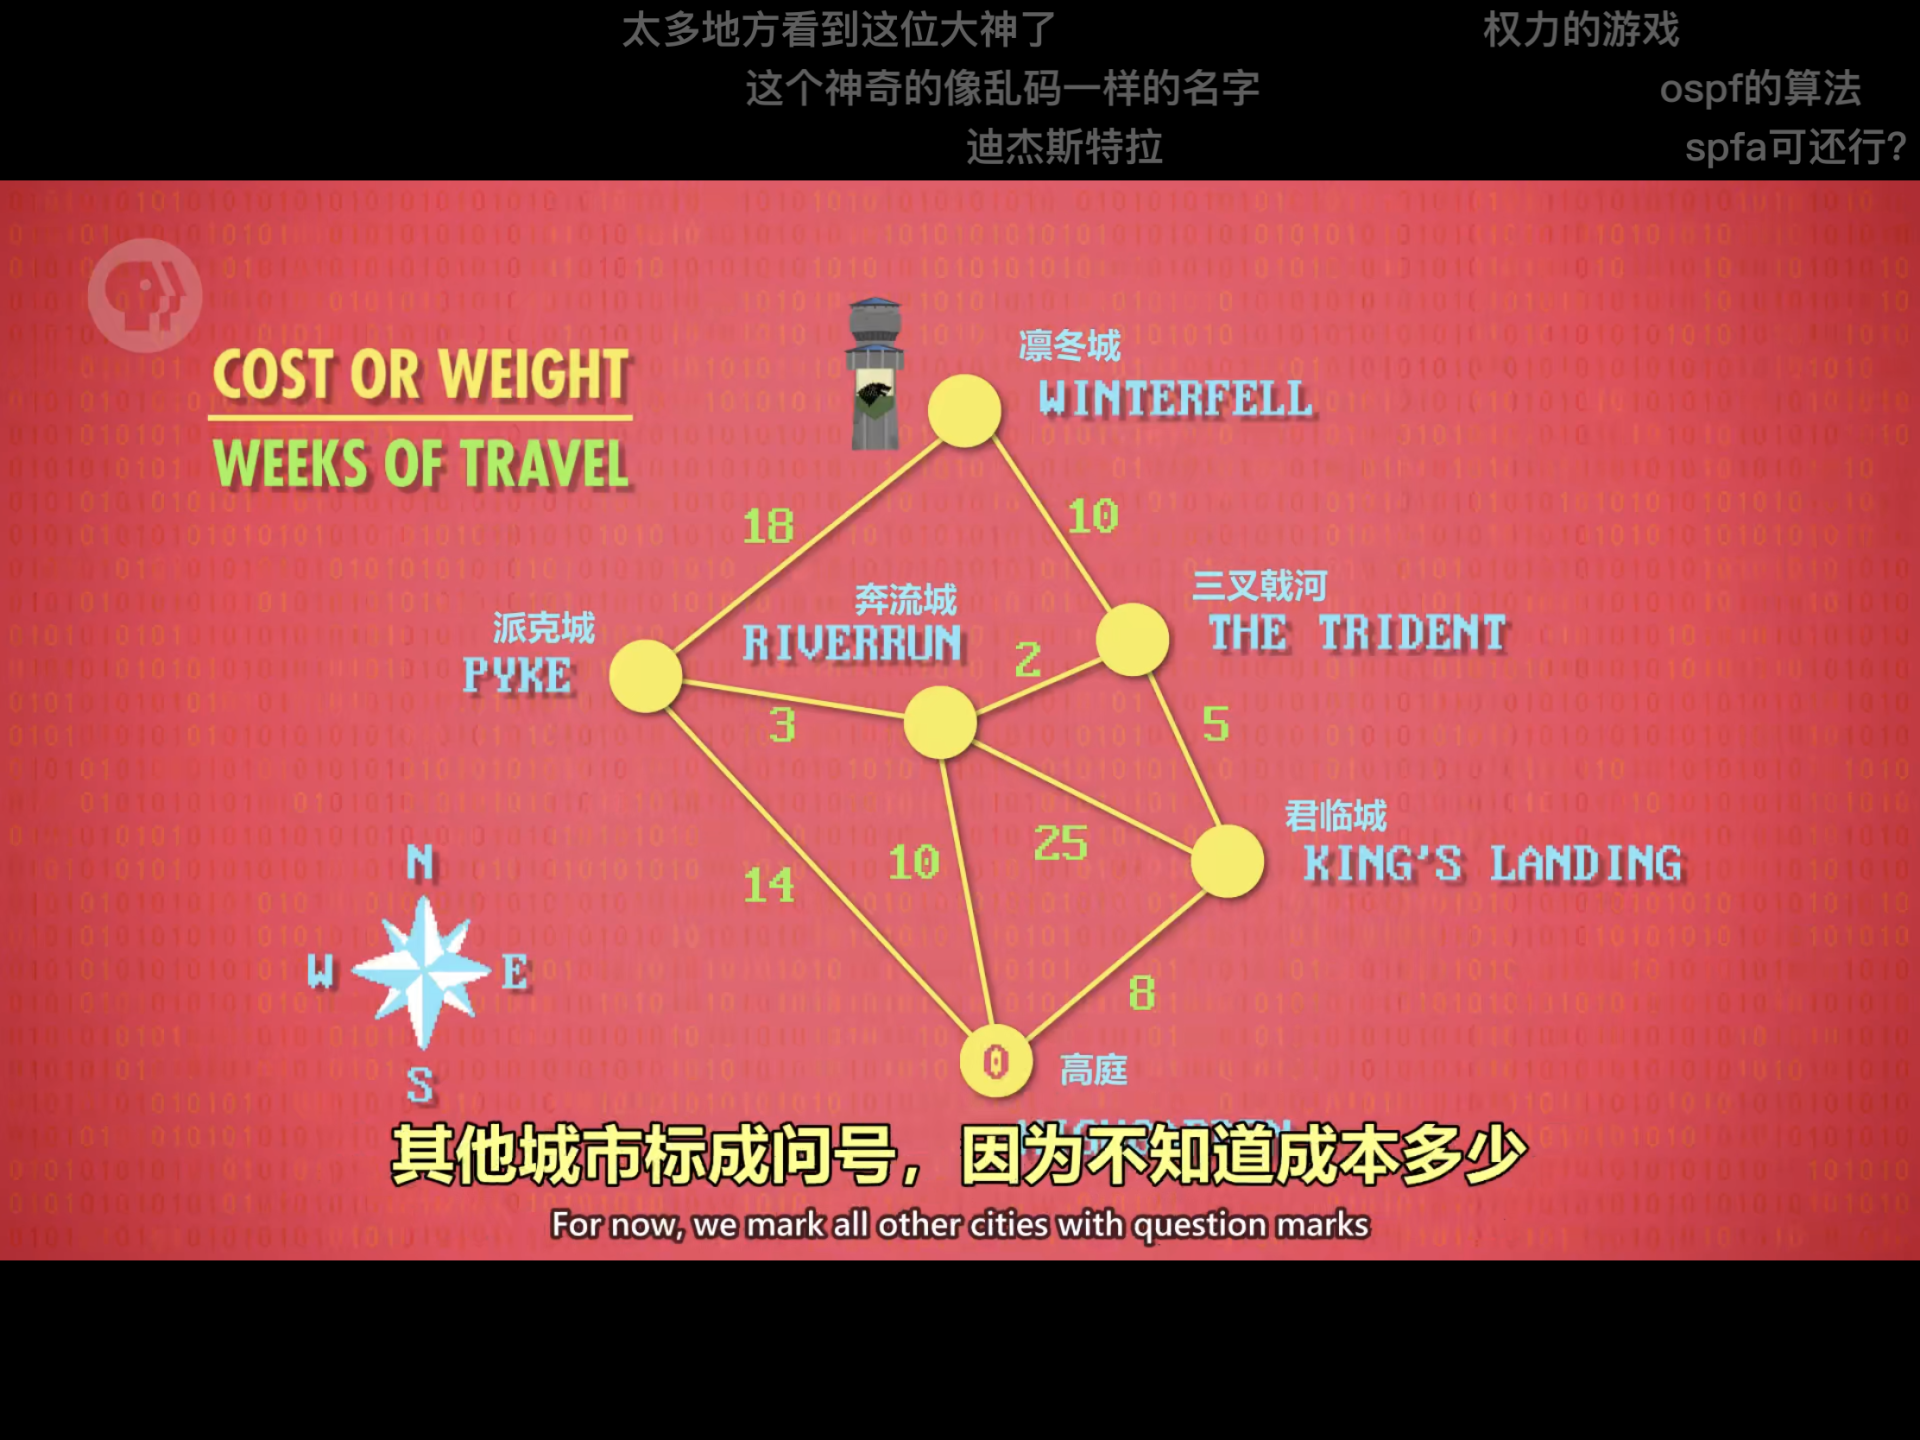 太多地方看到这位大神了
权力的游戏
这个神奇的像乱码一样的名字
ospf的算法
迪杰斯特拉
spfa可还行?
COST OR WEIGHT
WEEKS OF TRAVEL
凛冬城
WINTERFELL
18
10
三叉戟河
THE TRIDENT
奔流城
RIVERRUN
派克城
PYKE
2
3
5
君临城
KING'S LANDING
25
10
14
N
W
E
S
8
0
高庭
其他城市标成问号，因为不知道成本多少
For now, we mark all other cities with question marks